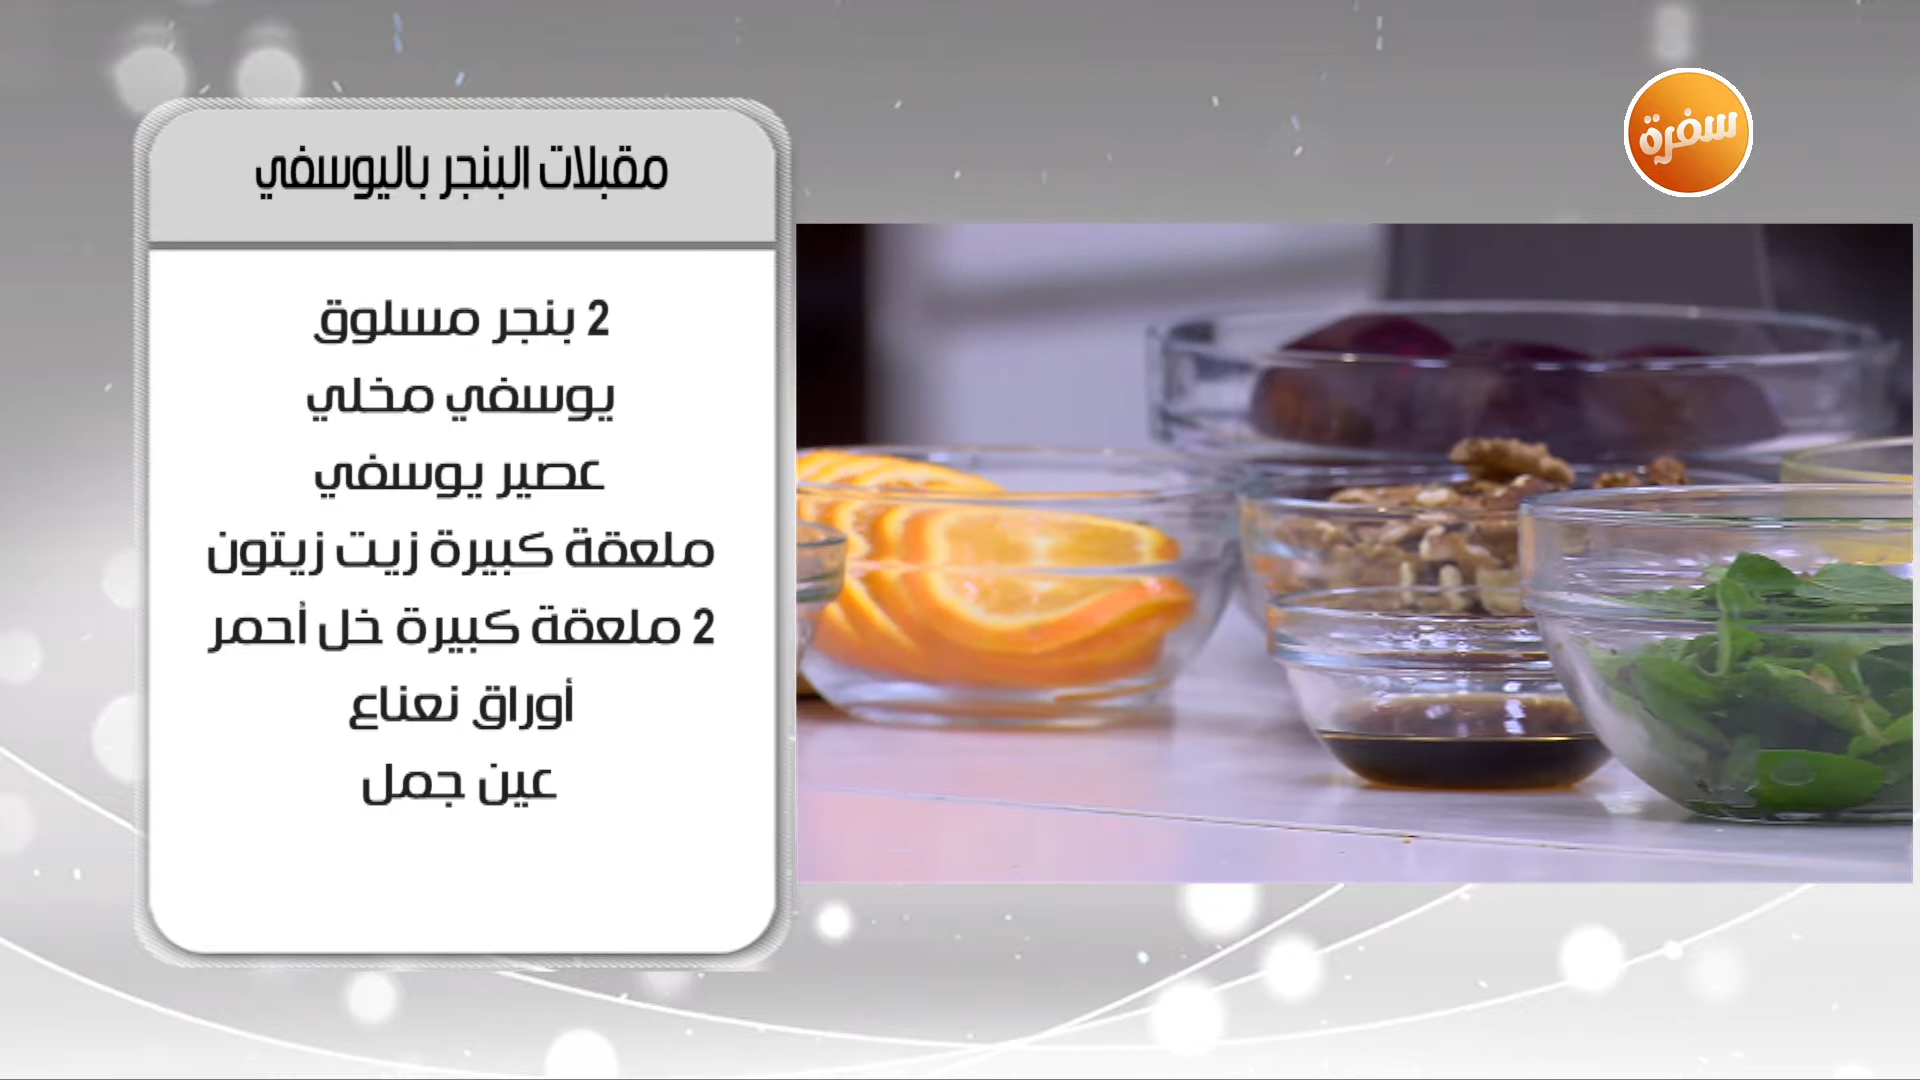 سفرة
مقبلات البنجر باليوسفي
2 بنجر مسلوق
يوسفي مخلي
عصير يوسفي
ملعقة كبيرة زيت زيتون
2 ملعقة كبيرة خل أحمر
أوراق نعناع
عين جمل